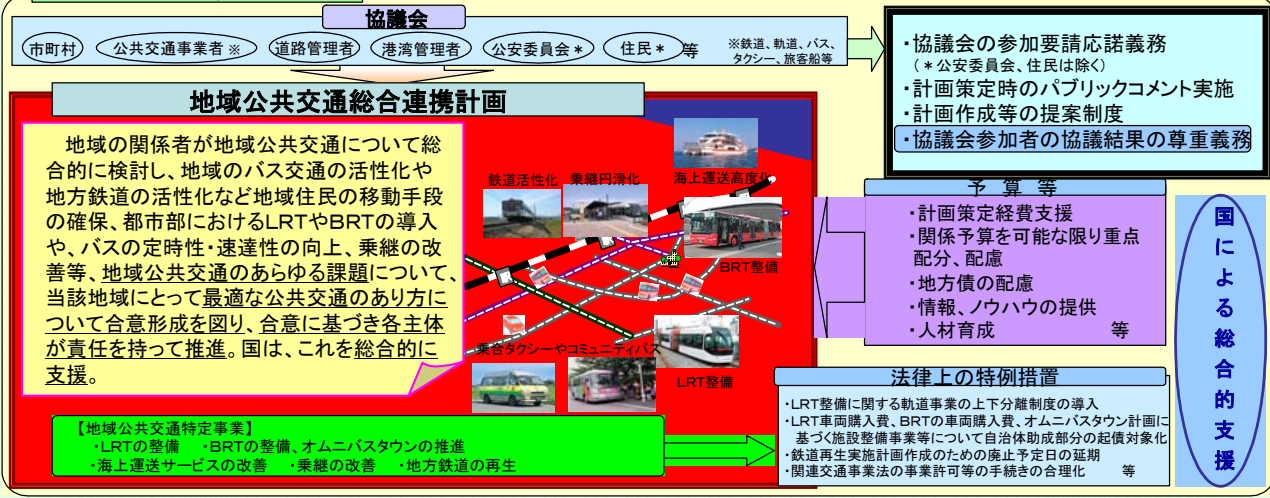 協議会
市町村
公共交通事業者 ※
道路管理者
港湾管理者
公安委員会＊
住民＊
等
※鉄道、軌道、バス、
タクシー、旅客船等
・協議会の参加要請応諾義務
（＊公安委員会、住民は除く）
・計画策定時のパブリックコメント実施
・計画作成等の提案制度
・協議会参加者の協議結果の尊重義務
地域公共交通総合連携計画
地域の関係者が地域公共交通について総
合的に検討し、地域のバス交通の活性化や
地方鉄道の活性化など地域住民の移動手段
の確保、都市部におけるLRTやBRTの導入
や、バスの定時性・速達性の向上、乗継の改
善等、地域公共交通のあらゆる課題について、
当該地域にとって最適な公共交通のあり方に
ついて合意形成を図り、合意に基づき各主体
が責任を持って推進。国は、これを総合的に
支援。
鉄道活性化
乗継円滑化
海上運送高度化
BRT整備
乗合タクシーやコミュニティバス
LRT整備
【地域公共交通特定事業】
・LRTの整備 ・BRTの整備、オムニバスタウンの推進
・海上運送サービスの改善 ・乗継の改善 ・地方鉄道の再生
予 算 等
・計画策定経費支援
・関係予算を可能な限り重点
配分、配慮
・地方債の配慮
・情報、ノウハウの提供
・人材育成 等
法律上の特例措置
・LRT整備に関する軌道事業の上下分離制度の導入
・LRT車両購入費、BRTの車両購入費、オムニバスタウン計画に
基づく施設整備事業等について自治体助成部分の起債対象化
・鉄道再生実施計画作成のための廃止予定日の延期
・関連交通事業法の事業許可等の手続きの合理化 等
国による総合的支援